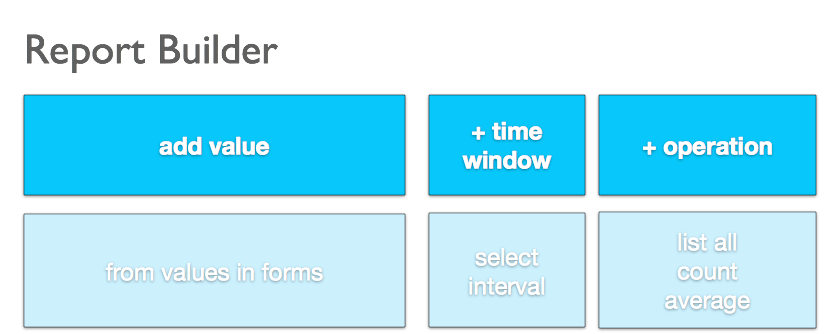 Report Builder
add value
+ time
window
+ operation
from values in forms
select
interval
list all
count
average